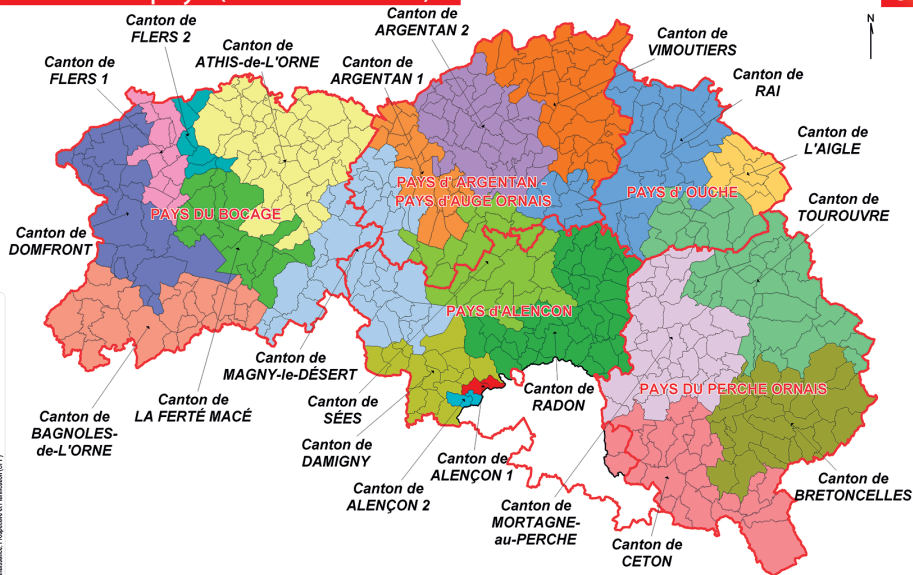 Canton de
FLERS 2
Canton de
ARGENTAN 2
N
Canton de
FLERS 1
Canton de
ATHIS-de-L'ORNE
Canton de
ARGENTAN 1
Canton de
VIMOUTIERS
Canton de
RAI
Canton de
L'AIGLE
PAYS d'ARGENTAN -
PAYS d'AUGE ORNAIS
PAYS d'OUCHE
Canton de
TOUROUVRE
PAYS DU BOCAGE
Canton de
DOMFRONT
PAYS d'ALENCON
Canton de
MAGNY-le-DÉSERT
Canton de
RADON
PAYS DU PERCHE ORNAIS
Canton de
BAGNOLES-
de-L'ORNE
Canton de
LA FERTÉ MACÉ
Canton de
SÉES
Canton de
DAMIGNY
Canton de
ALENÇON 1
Canton de
ALENÇON 2
Canton de
MORTAGNE-
au-PERCHE
Canton de
BRETONCELLES
Canton de
CETON